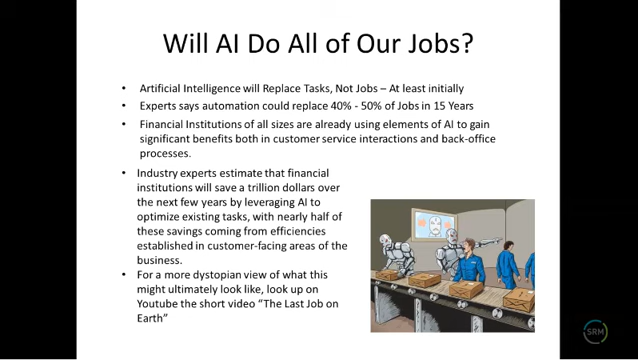 Will AI Do All of Our Jobs?
• Artificial Intelligence will Replace Tasks, Not Jobs – At least initially
• Experts says automation could replace 40% - 50% of Jobs in 15 Years
• Financial Institutions of all sizes are already using elements of AI to gain
significant benefits both in customer service interactions and back-office
processes.
• Industry experts estimate that financial
institutions will save a trillion dollars over
the next few years by leveraging AI to
optimize existing tasks, with nearly half of
these savings coming from efficiencies
established in customer-facing areas of the
business.
• For a more dystopian view of what this
might ultimately look like, look up on
Youtube the short video “The Last Job on
Earth”
SRM